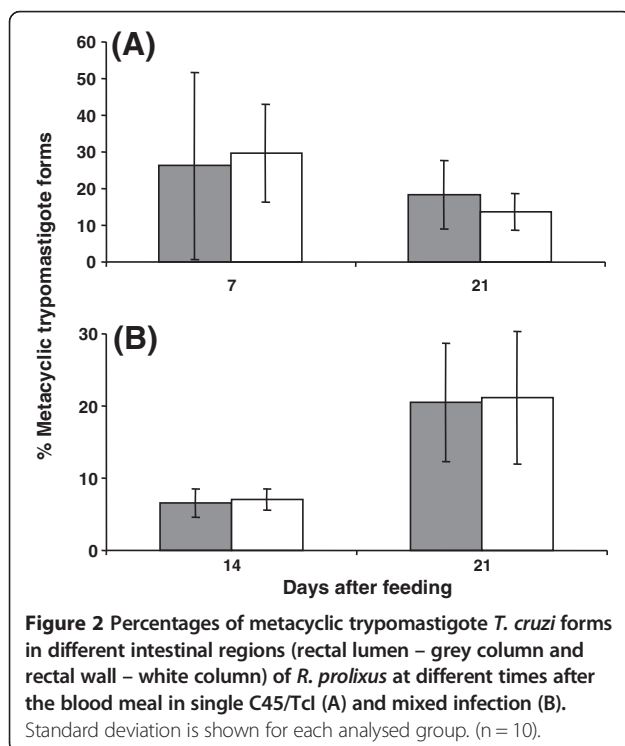 % Metacyclic trypomastigote forms
(A)
60
50
40
30
20
10
0
7
21
(B)
30
20
10
0
14
21
Days after feeding
Figure 2 Percentages of metacyclic trypomastigote T. cruzi forms
in different intestinal regions (rectal lumen – grey column and
rectal wall – white column) of R. prolixus at different times after
the blood meal in single C45/TcI (A) and mixed infection (B).
Standard deviation is shown for each analysed group. (n = 10).